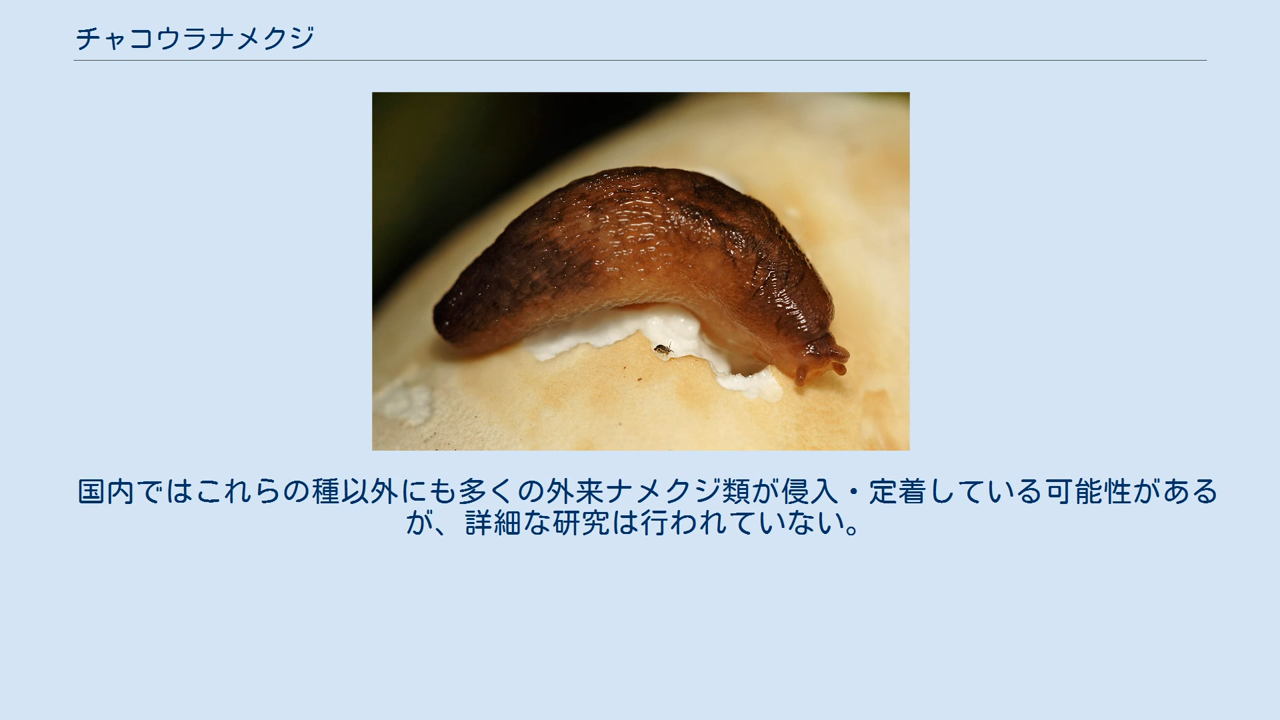 チャコウラナメクジ
国内ではこれらの種以外にも多くの外来ナメクジ類が侵入・定着している可能性がある
が、詳細な研究は行われていない。